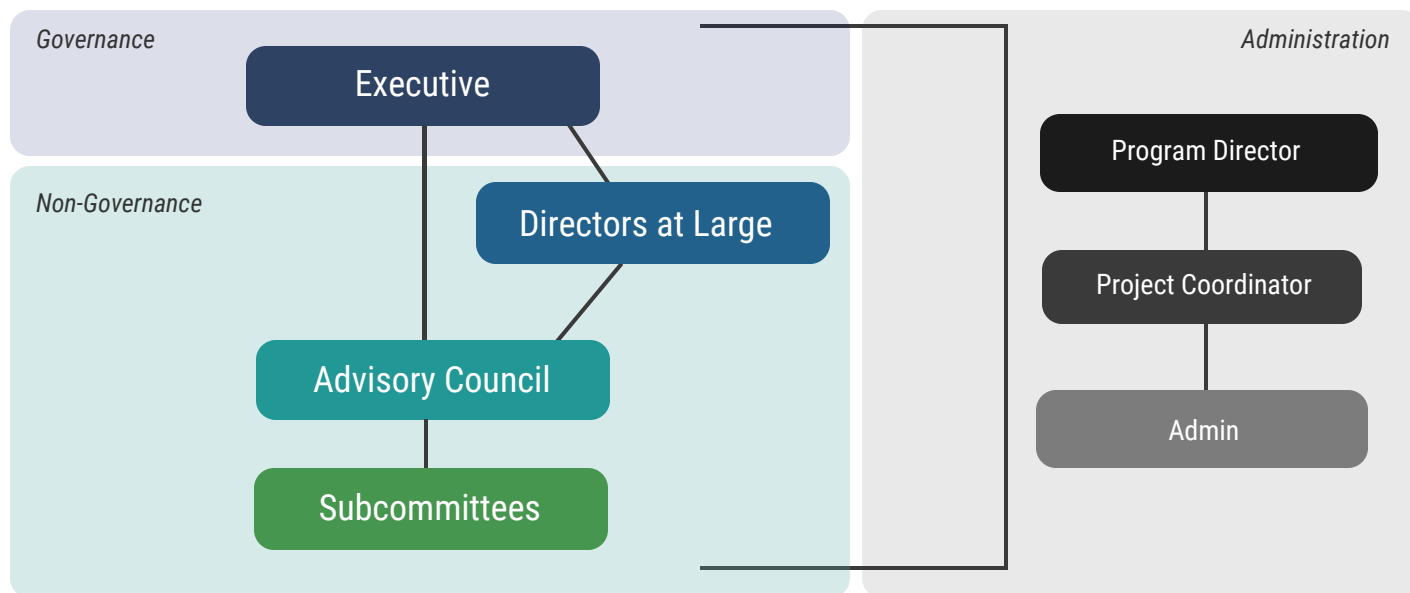 Governance
Executive
Non-Governance
Directors at Large
Advisory Council
Subcommittees
Administration
Program Director
Project Coordinator
Admin